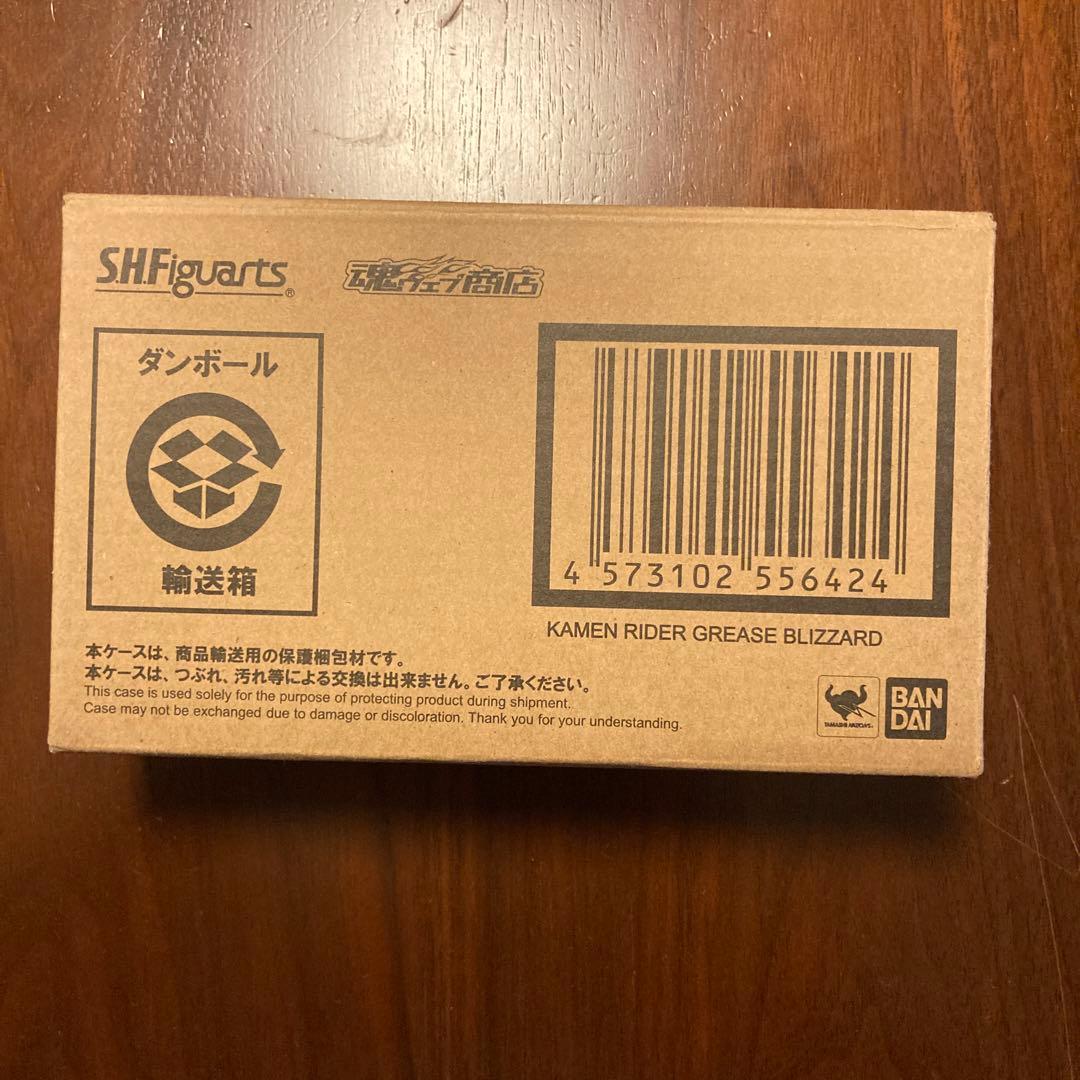 S.H.Figuarts®
魂ウェブ商店
ダンボール
輸送箱
4 573102 556424
KAMEN RIDER GREASE BLIZZARD
本ケースは、商品輸送用の保護梱包材です。
本ケースは、つぶれ、汚れ等による交換は出来ません。ご了承ください。
This case is used solely for the purpose of protecting product during shipment.
Case may not be exchanged due to damage or discoloration. Thank you for your understanding.
TAMASHII NATIONS
BAN
DAI